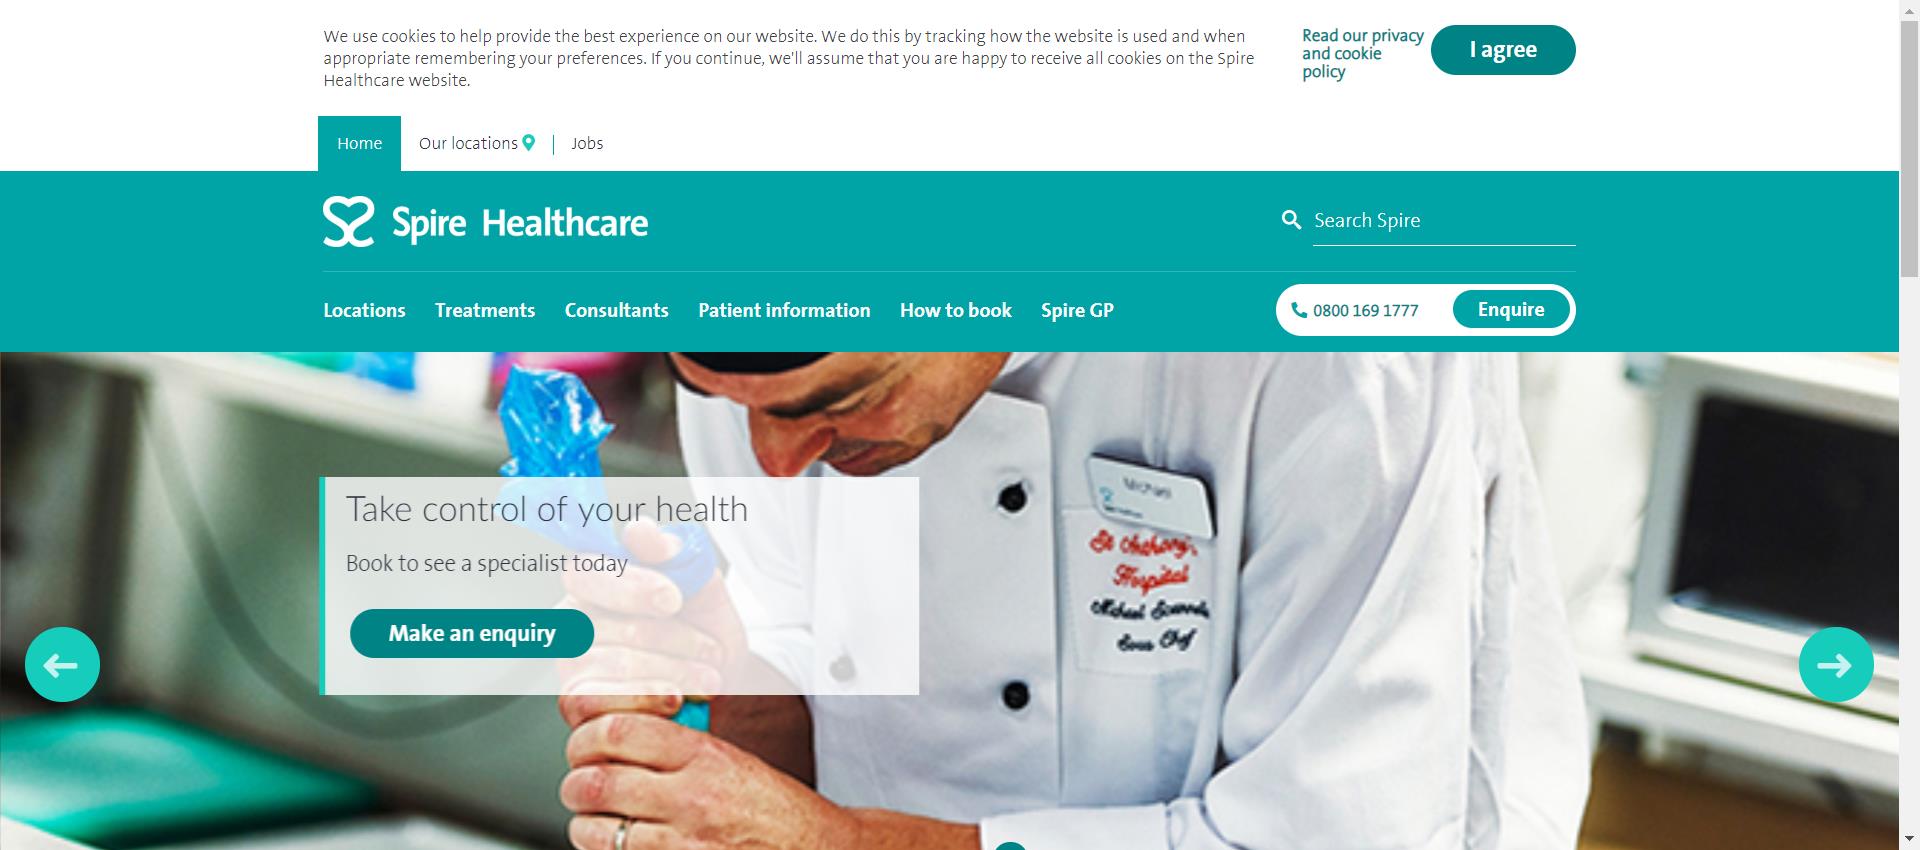 We use cookies to help provide the best experience on our website. We do this by tracking how the website is used and when
appropriate remembering your preferences. If you continue, we'll assume that you are happy to receive all cookies on the Spire
Healthcare website.
Read our privacy
and cookie
policy
I agree
Home
Our locations
Jobs
Spire Healthcare
Search Spire
Locations
Treatments
Consultants
Patient information
How to book
Spire GP
0800 169 1777
Enquire
Take control of your health
Book to see a specialist today
Make an enquiry
Michael
St Anthony's
Hospital
Michael
Sous Chef